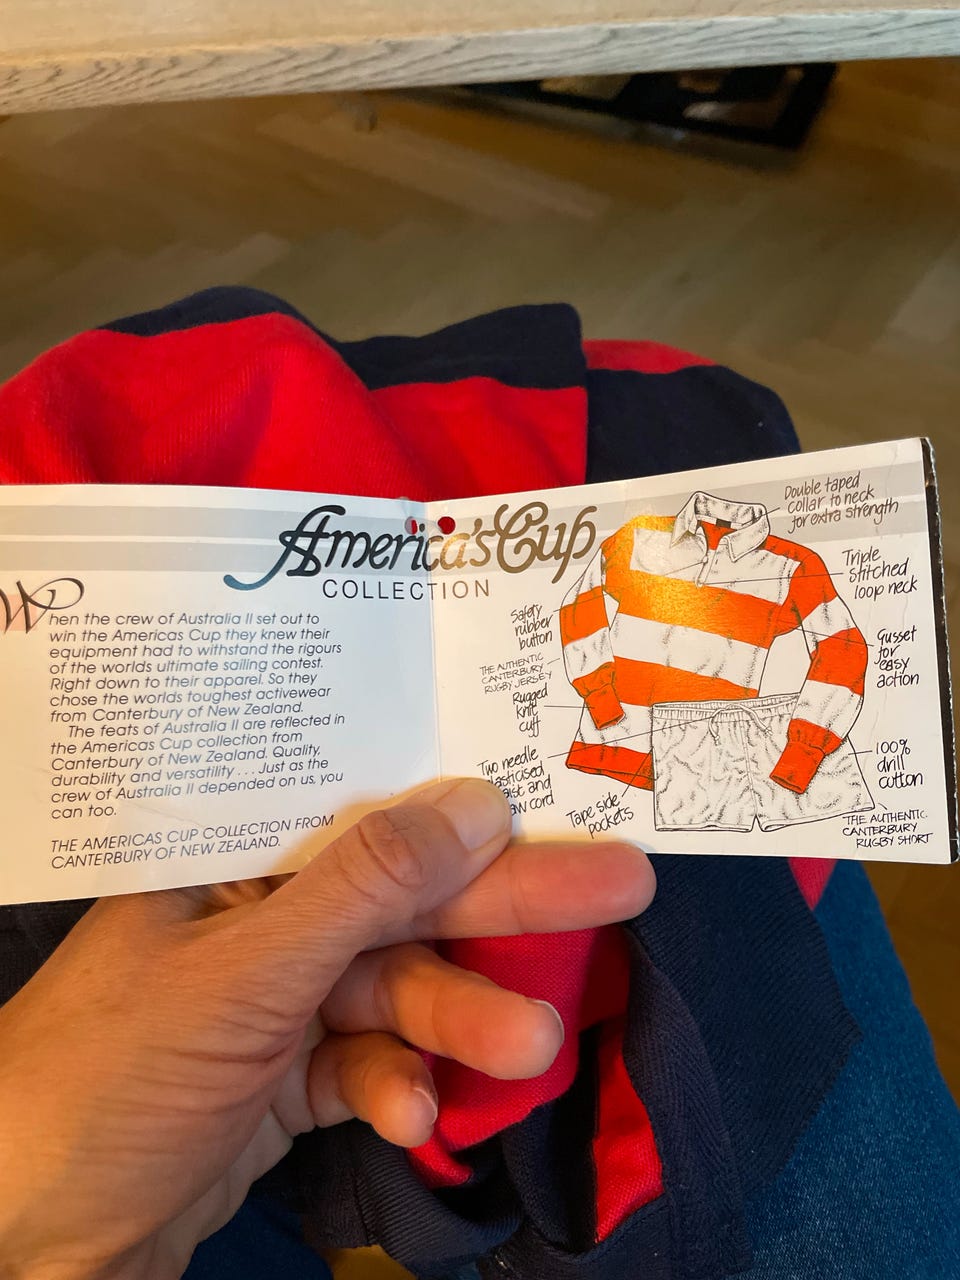 America's Cup
COLLECTION
When the crew of Australia II set out to
win the Americas Cup they knew their
equipment had to withstand the rigours
of the worlds ultimate sailing contest.
Right down to their apparel. So they
chose the worlds toughest activewear
from Canterbury of New Zealand.
The feats of Australia II are reflected in
the Americas Cup collection from
Canterbury of New Zealand. Quality,
durability and versatility . . . Just as the
crew of Australia II depended on us, you
can too.
THE AMERICAS CUP COLLECTION FROM
CANTERBURY OF NEW ZEALAND.
Double taped
collar to neck
for extra strength
Triple
Stitched
loop neck
Safety
rubber
button
Gusset
for
easy
action
THE AUTHENTIC
CANTERBURY
RUGBY JERSEY
Rugged
knit
cuff
Two needle
elasticised
and
cord
Tape side
pockets
100%
drill
cotton
THE AUTHENTIC
CANTERBURY
RUGBY SHORT